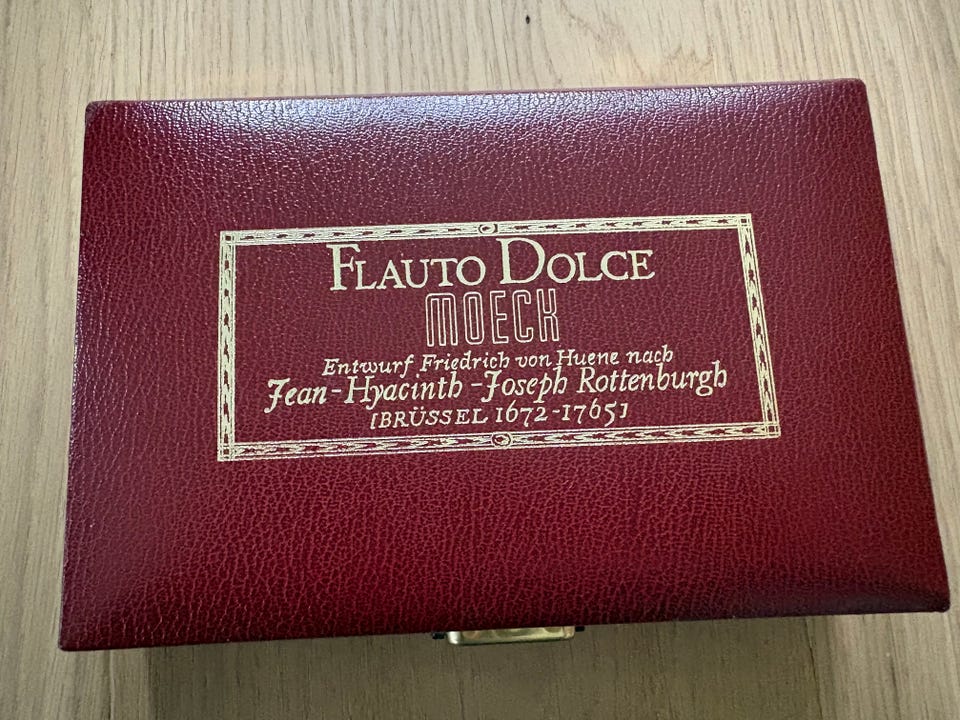 FLAUTO DOLCE
MOECK
Entwurf Friedrich von Huene nach
Jean-Hyacinth-Joseph Rottenburgh
[BRÜSSEL 1672-1765]